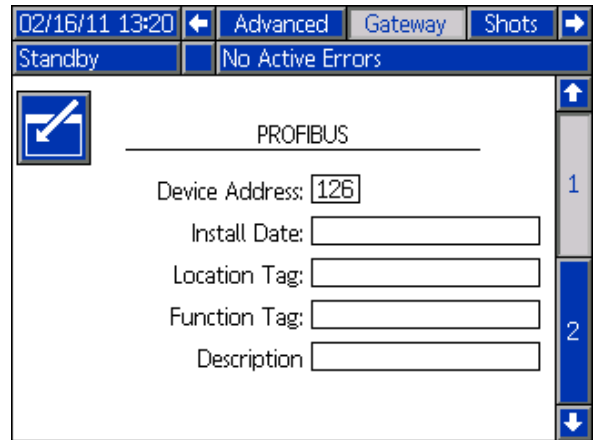 02/16/11 13:20 Advanced Gateway Shots
Standby No Active Errors
PROFIBUS
1
Device Address: 126
Install Date:
Location Tag:
Function Tag:
2
Description